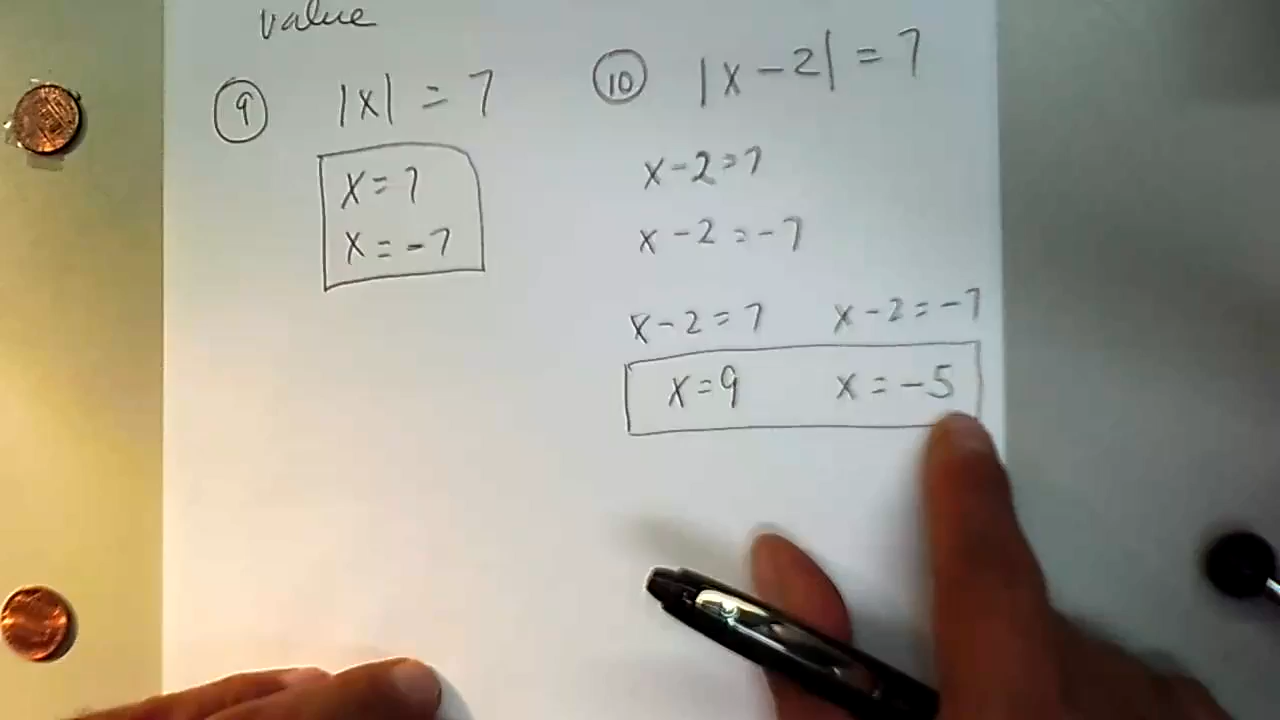 value
⑨ |x| = 7
x = 7
x = -7
⑩ |x - 2| = 7
x - 2 = 7
x - 2 = -7
x - 2 = 7 x - 2 = -7
x = 9 x = -5